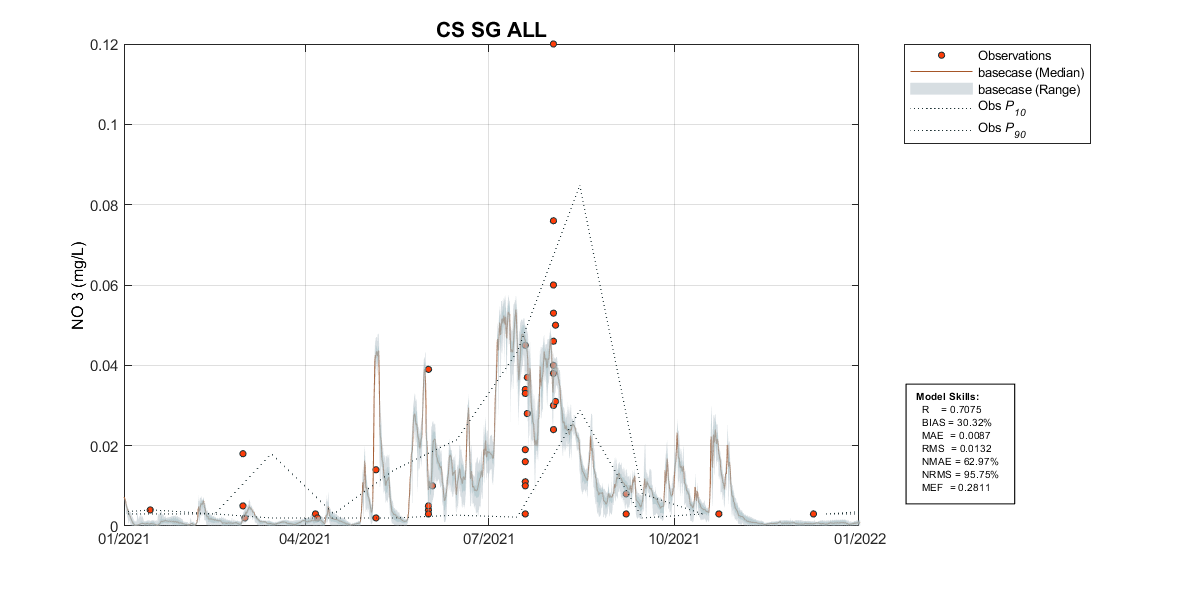 CS SG ALL
0.12
0.1
0.08
0.06
0.04
0.02
0
NO 3 (mg/L)
01/2021
04/2021
07/2021
10/2021
01/2022
Observations
basecase (Median)
basecase (Range)
Obs P10
Obs P90
Model Skills:
R = 0.7075
BIAS = 30.32%
MAE = 0.0087
RMS = 0.0132
NMAE = 62.97%
NRMS = 95.75%
MEF = 0.2811